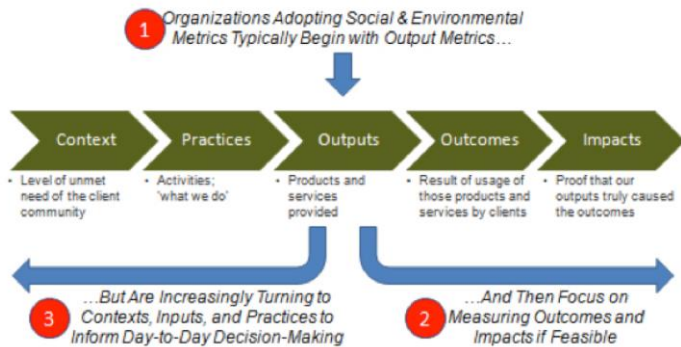 1
Organizations Adopting Social & Environmental
Metrics Typically Begin with Output Metrics…
Context
Practices
Outputs
Outcomes
Impacts
• Level of unmet
need of the client
community
• Activities;
'what we do'
• Products and
services
provided
• Result of usage of
those products and
services by clients
• Proof that our
outputs truly caused
the outcomes
3
…But Are Increasingly Turning to
Contexts, Inputs, and Practices to
Inform Day-to-Day Decision-Making
…And Then Focus on
2
Measuring Outcomes and
Impacts if Feasible